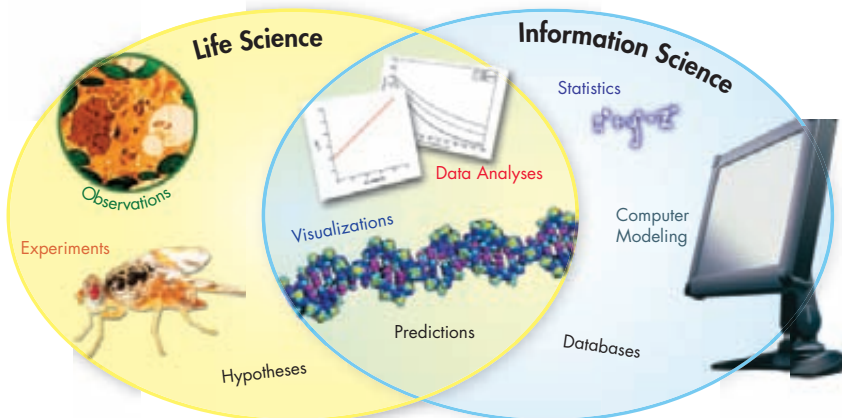 Life Science
Information Science
Statistics
Data Analyses
Observations
Visualizations
Computer
Modeling
Experiments
Predictions
Databases
Hypotheses